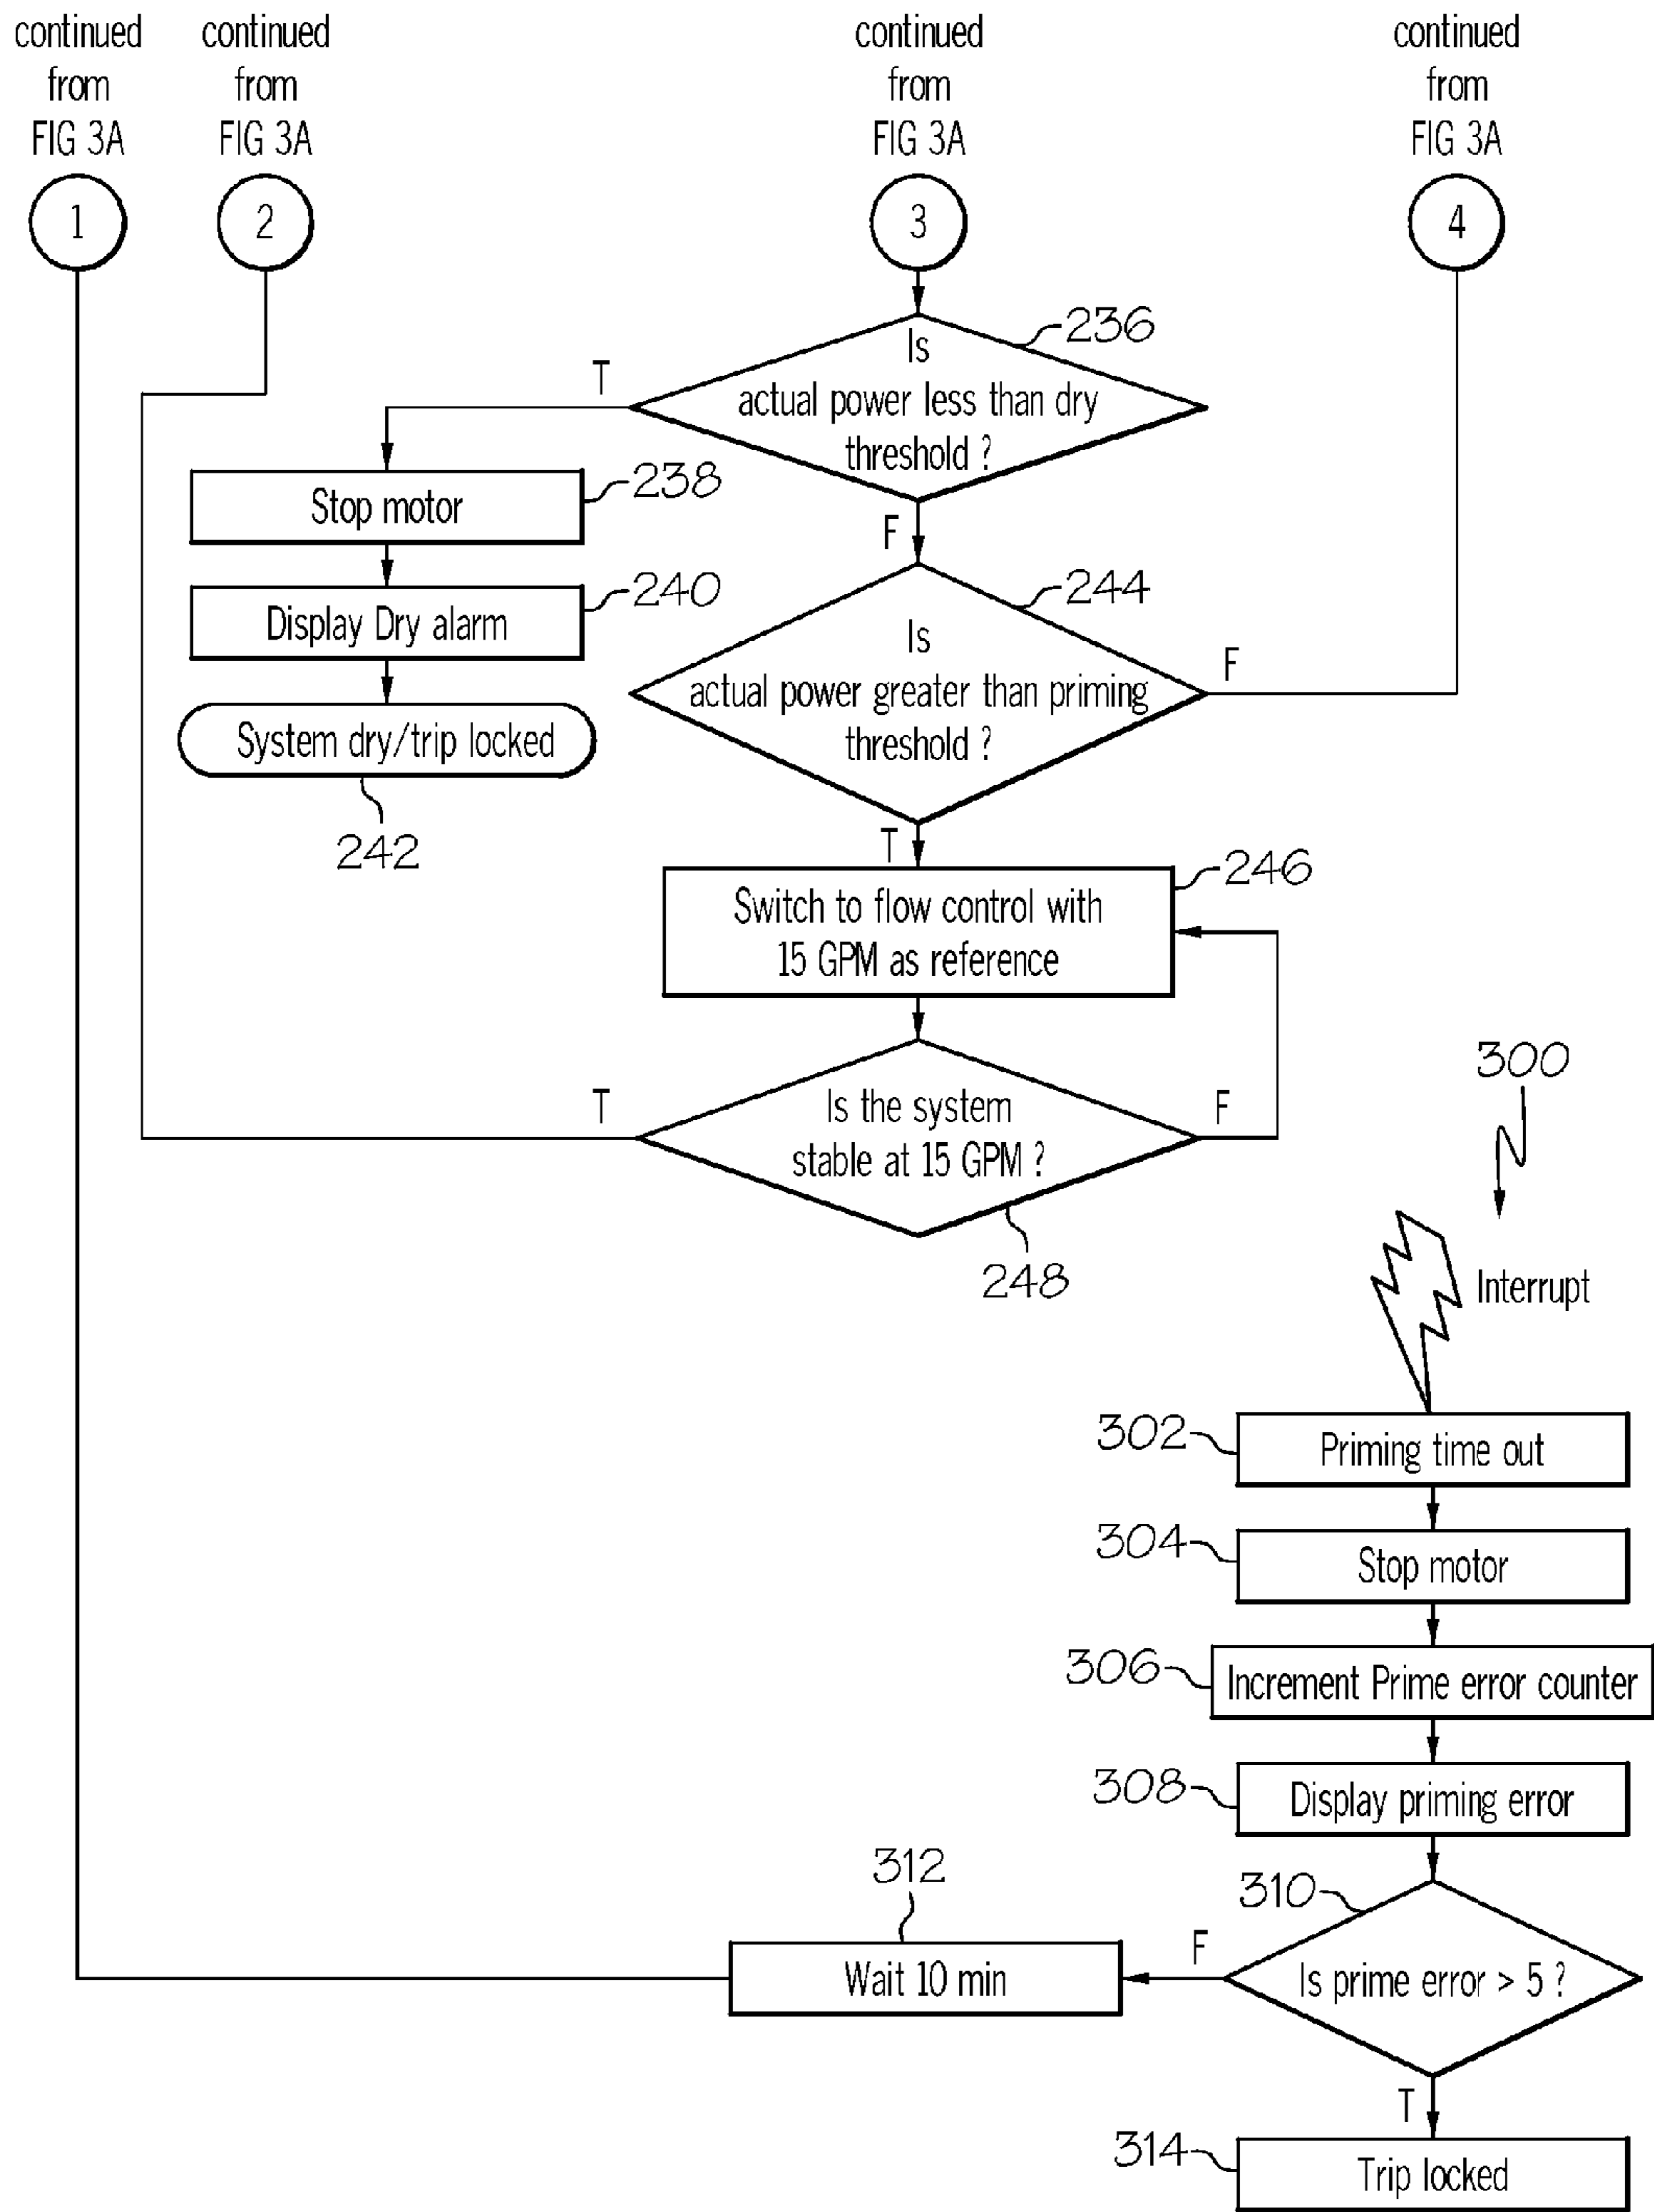 continued
from
FIG 3A
1
continued
from
FIG 3A
2
continued
from
FIG 3A
3
continued
from
FIG 3A
4
236
Is
actual power less than dry
threshold ?
T
F
238
Stop motor
240
Display Dry alarm
System dry/trip locked
242
244
Is
actual power greater than priming
threshold ?
F
T
246
Switch to flow control with
15 GPM as reference
T
Is the system
stable at 15 GPM ?
F
248
300
Interrupt
302
Priming time out
304
Stop motor
306
Increment Prime error counter
308
Display priming error
310
Is prime error > 5 ?
F
312
Wait 10 min
T
314
Trip locked